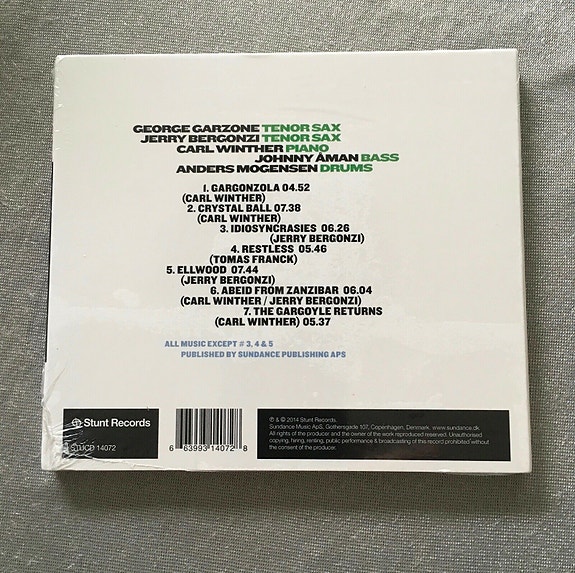 GEORGE GARZONE TENOR SAX
JERRY BERGONZI TENOR SAX
CARL WINTHER PIANO
JOHNNY ÅMAN BASS
ANDERS MOGENSEN DRUMS
1. GARGONZOLA 04.52
(CARL WINTHER)
2. CRYSTAL BALL 07.38
(CARL WINTHER)
3. IDIOSYNCRASIES 06.26
(JERRY BERGONZI)
4. RESTLESS 05.46
(TOMAS FRANCK)
5. ELLWOOD 07.44
(JERRY BERGONZI)
6. ABEID FROM ZANZIBAR 06.04
(CARL WINTHER / JERRY BERGONZI)
7. THE GARGOYLE RETURNS
(CARL WINTHER) 05.37
ALL MUSIC EXCEPT # 3, 4 & 5
PUBLISHED BY SUNDANCE PUBLISHING APS
Stunt Records
STUCD 14072
6 63993 14072 8
℗ & © 2014 Stunt Records.
Sundance Music ApS, Gothersgade 107, Copenhagen, Denmark. www.sundance.dk
All rights of the producer and the owner of the work reproduced reserved. Unauthorised
copying, hiring, renting, public performance & broadcasting of this record prohibited without
the consent of the producer.